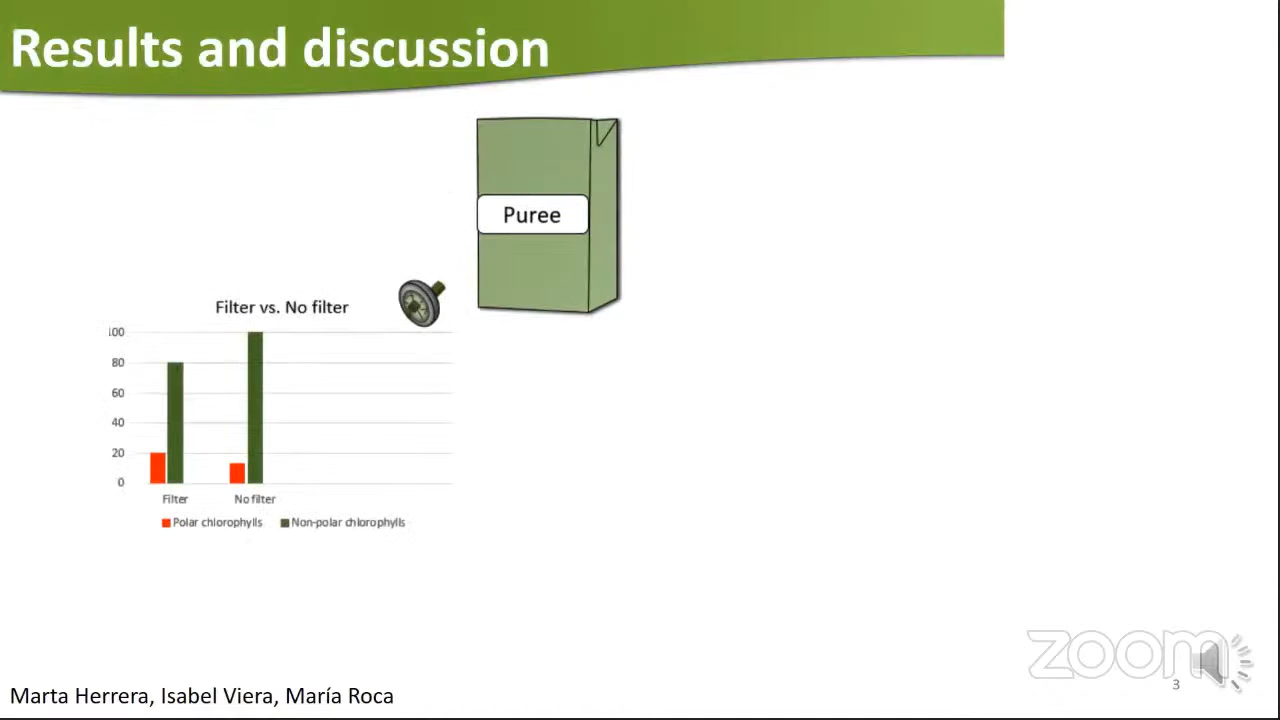 Results and discussion
Puree
Filter vs. No filter
100
80
60
40
20
0
Filter
No filter
Polar chlorophylls
Non-polar chlorophylls
zoom
3
Marta Herrera, Isabel Viera, María Roca